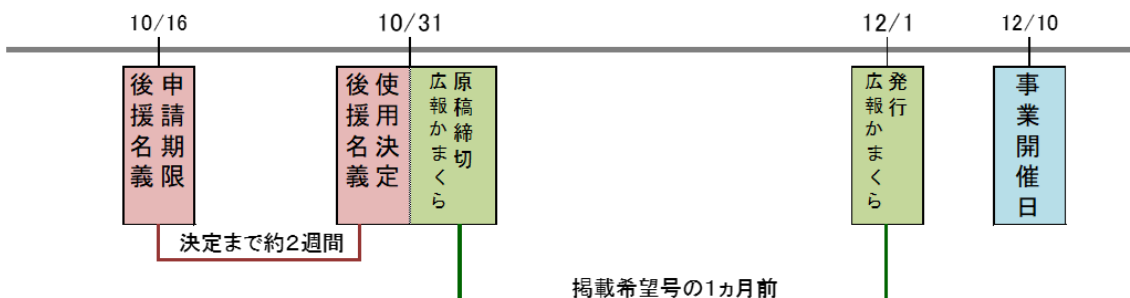 10/16
10/31
12/1
12/10
後援名義
申請期限
後援名義
使用決定
広報かまくら
原稿締切
広報かまくら
発行
事業開催日
決定まで約2週間
掲載希望号の1ヵ月前